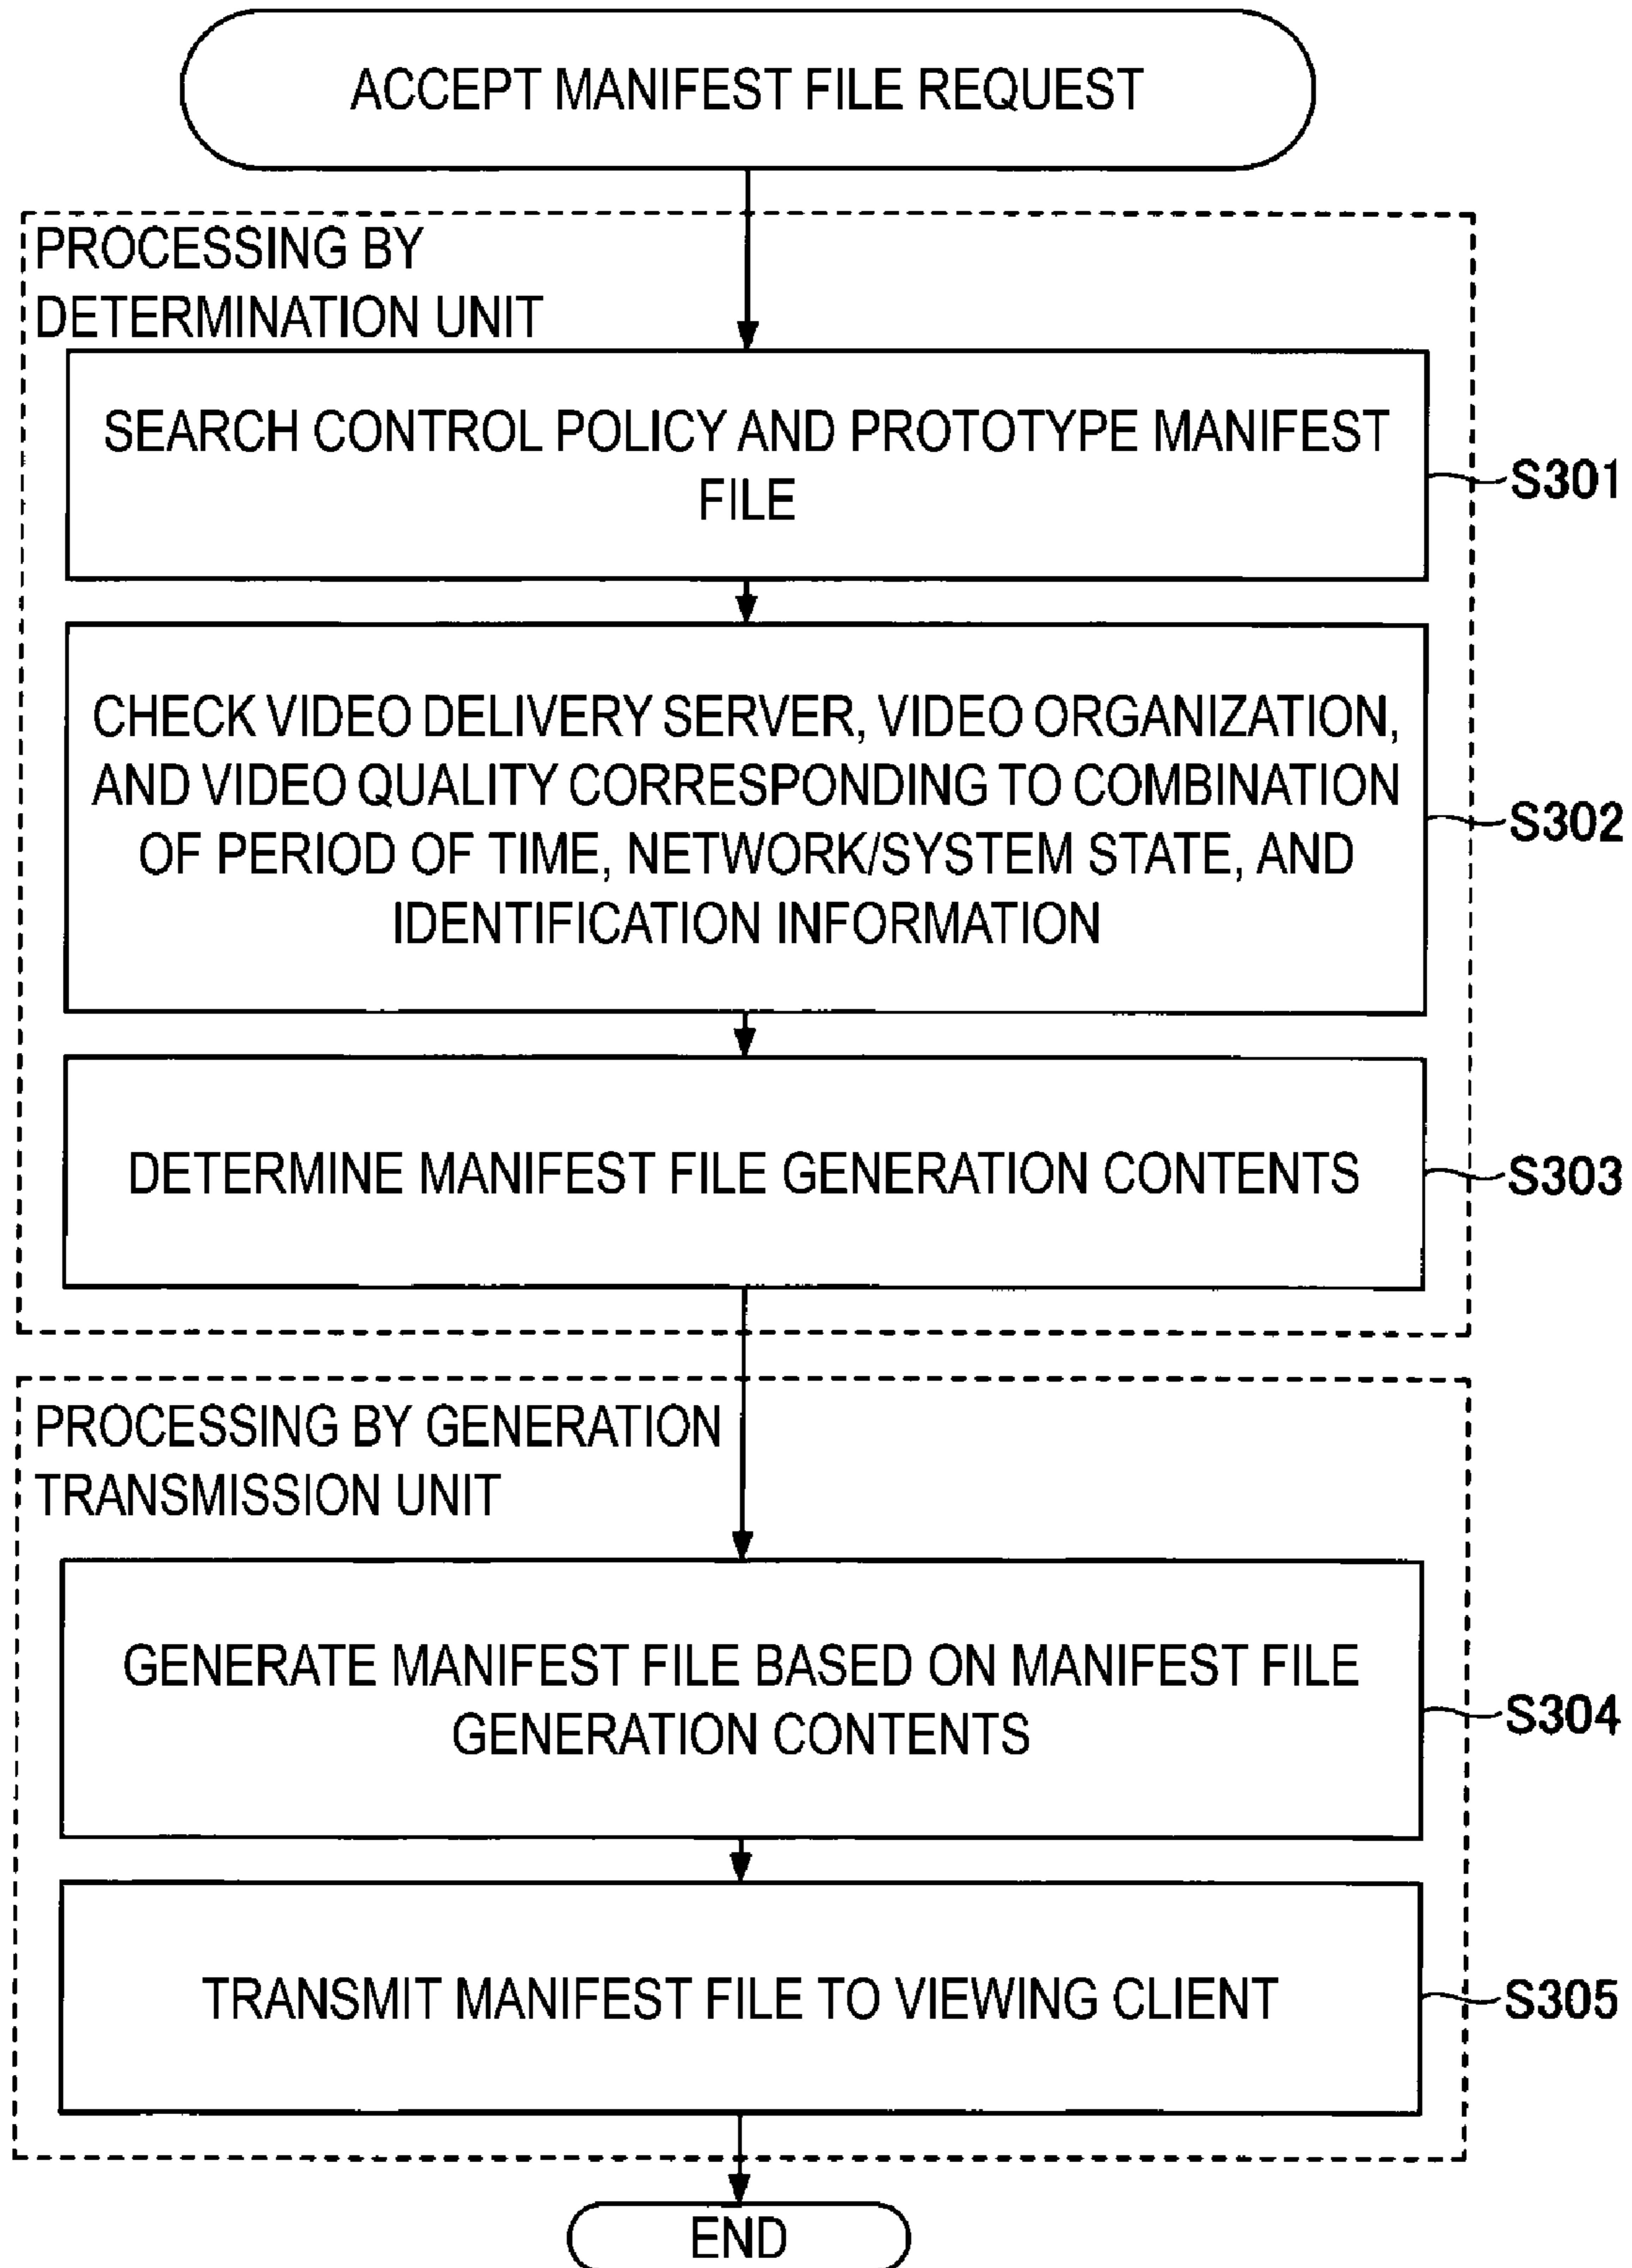 ACCEPT MANIFEST FILE REQUEST
PROCESSING BY
DETERMINATION UNIT
SEARCH CONTROL POLICY AND PROTOTYPE MANIFEST
FILE
S301
CHECK VIDEO DELIVERY SERVER, VIDEO ORGANIZATION,
AND VIDEO QUALITY CORRESPONDING TO COMBINATION
OF PERIOD OF TIME, NETWORK/SYSTEM STATE, AND
IDENTIFICATION INFORMATION
S302
DETERMINE MANIFEST FILE GENERATION CONTENTS
S303
PROCESSING BY GENERATION
TRANSMISSION UNIT
GENERATE MANIFEST FILE BASED ON MANIFEST FILE
GENERATION CONTENTS
S304
TRANSMIT MANIFEST FILE TO VIEWING CLIENT
S305
END